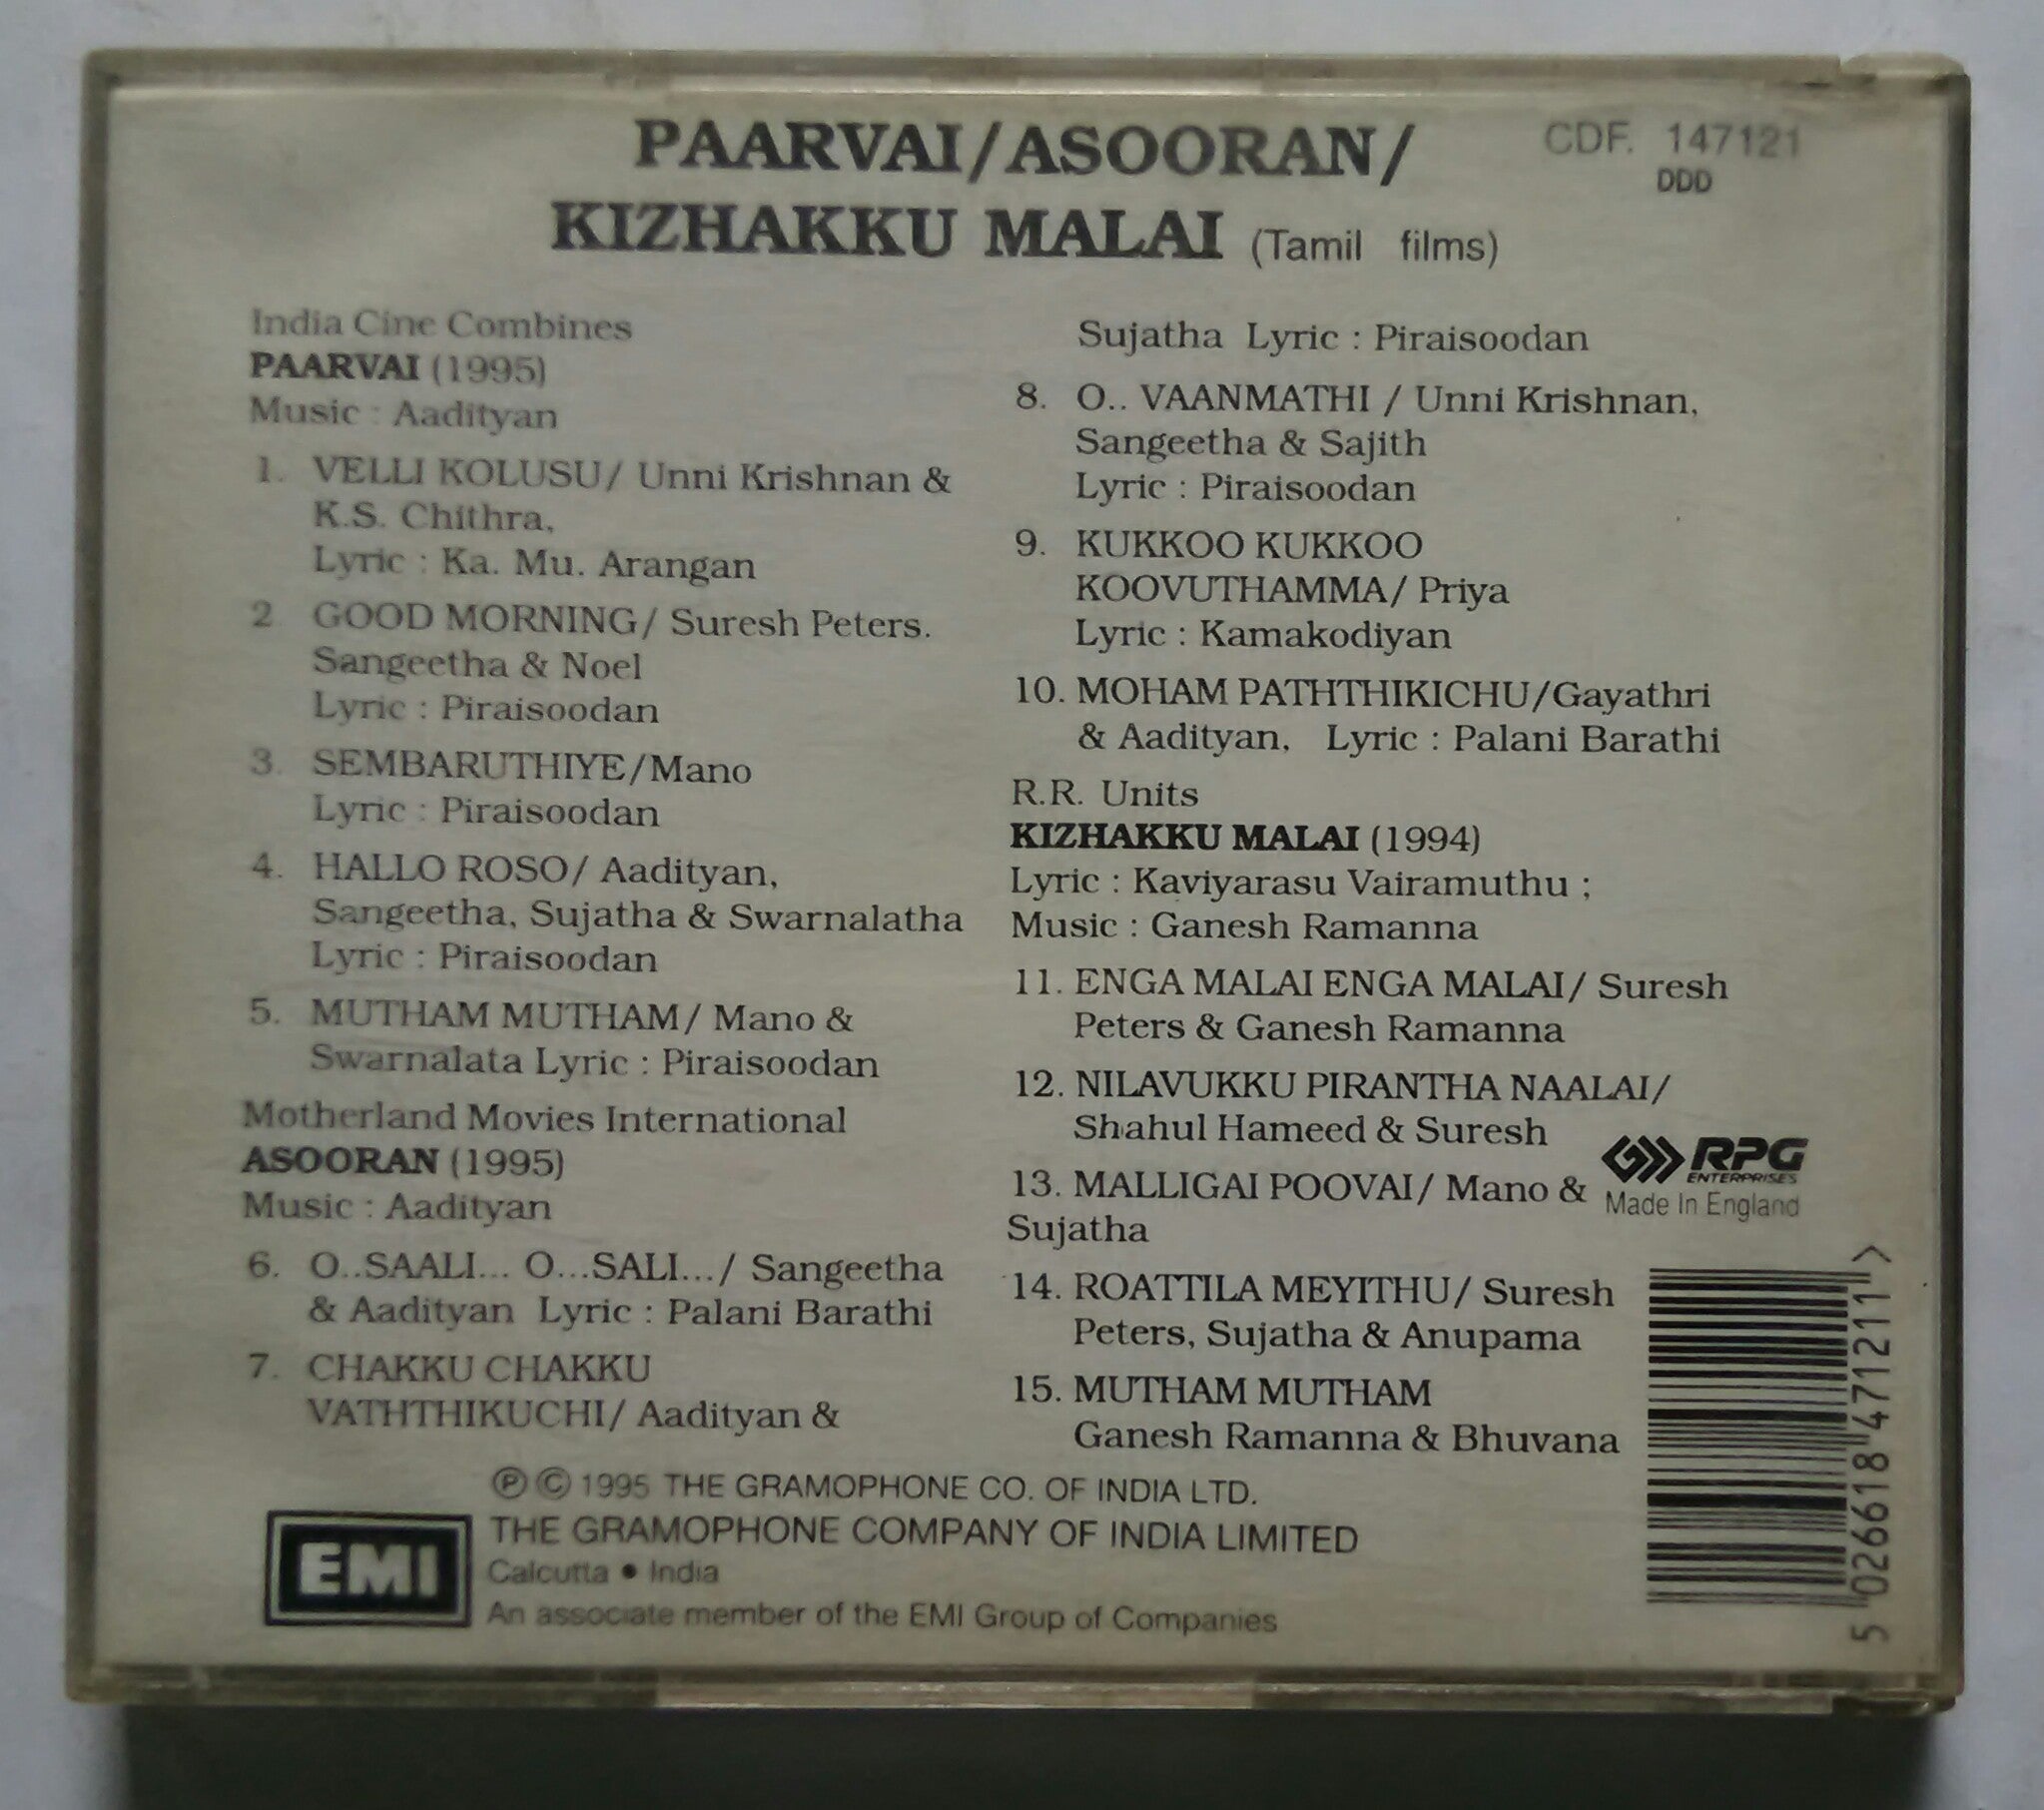 PAARVAI/ASOORAN/
KIZHAKKU MALAI (Tamil films)
CDF. 147121
DDD
India Cine Combines
PAARVAI (1995)
Music : Aadityan
1. VELLI KOLUSU/ Unni Krishnan &
K.S. Chithra,
Lyric : Ka. Mu. Arangan
2 GOOD MORNING/ Suresh Peters.
Sangeetha & Noel
Lyric : Piraisoodan
3. SEMBARUTHIYE/Mano
Lyric : Piraisoodan
4. HALLO ROSO/ Aadityan,
Sangeetha, Sujatha & Swarnalatha
Lyric : Piraisoodan
5. MUTHAM MUTHAM/ Mano &
Swarnalata Lyric : Piraisoodan
Motherland Movies International
ASOORAN (1995)
Music : Aadityan
6. O..SAALI... O...SALI.../ Sangeetha
& Aadityan Lyric : Palani Barathi
7. CHAKKU CHAKKU
VATHTHIKUCHI/ Aadityan &
Sujatha Lyric : Piraisoodan
8. O.. VAANMATHI / Unni Krishnan,
Sangeetha & Sajith
Lyric : Piraisoodan
9. KUKKOO KUKKOO
KOOVUTHAMMA/ Priya
Lyric : Kamakodiyan
10. MOHAM PATHTHIKICHU/Gayathri
& Aadityan, Lyric : Palani Barathi
R.R. Units
KIZHAKKU MALAI (1994)
Lyric : Kaviyarasu Vairamuthu ;
Music : Ganesh Ramanna
11. ENGA MALAI ENGA MALAI/ Suresh
Peters & Ganesh Ramanna
12. NILAVUKKU PIRANTHA NAALAI/
Shahul Hameed & Suresh
13. MALLIGAI POOVAI/ Mano &
Sujatha
14. ROATTILA MEYITHU/ Suresh
Peters, Sujatha & Anupama
15. MUTHAM MUTHAM
Ganesh Ramanna & Bhuvana
RPG
ENTERPRISES
Made In England
5 026618 471211 >
℗ © 1995 THE GRAMOPHONE CO. OF INDIA LTD.
EMI
THE GRAMOPHONE COMPANY OF INDIA LIMITED
Calcutta • India
An associate member of the EMI Group of Companies